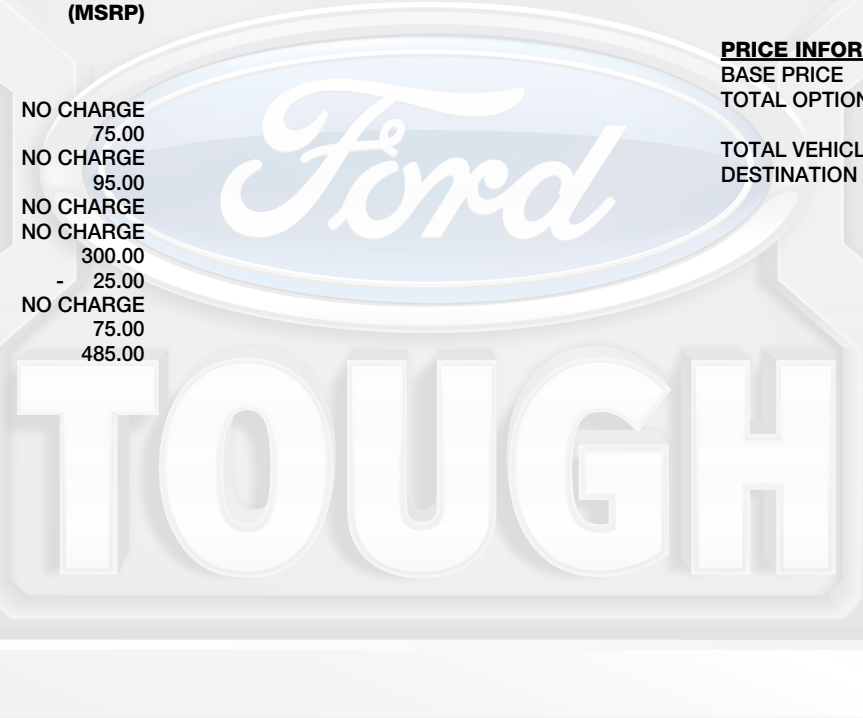 (MSRP)
NO CHARGE
75.00
NO CHARGE
95.00
NO CHARGE
NO CHARGE
300.00
- 25.00
NO CHARGE
75.00
485.00
PRICE INFOR
BASE PRICE
TOTAL OPTION
TOTAL VEHICL
DESTINATION
Ford
TOUGH